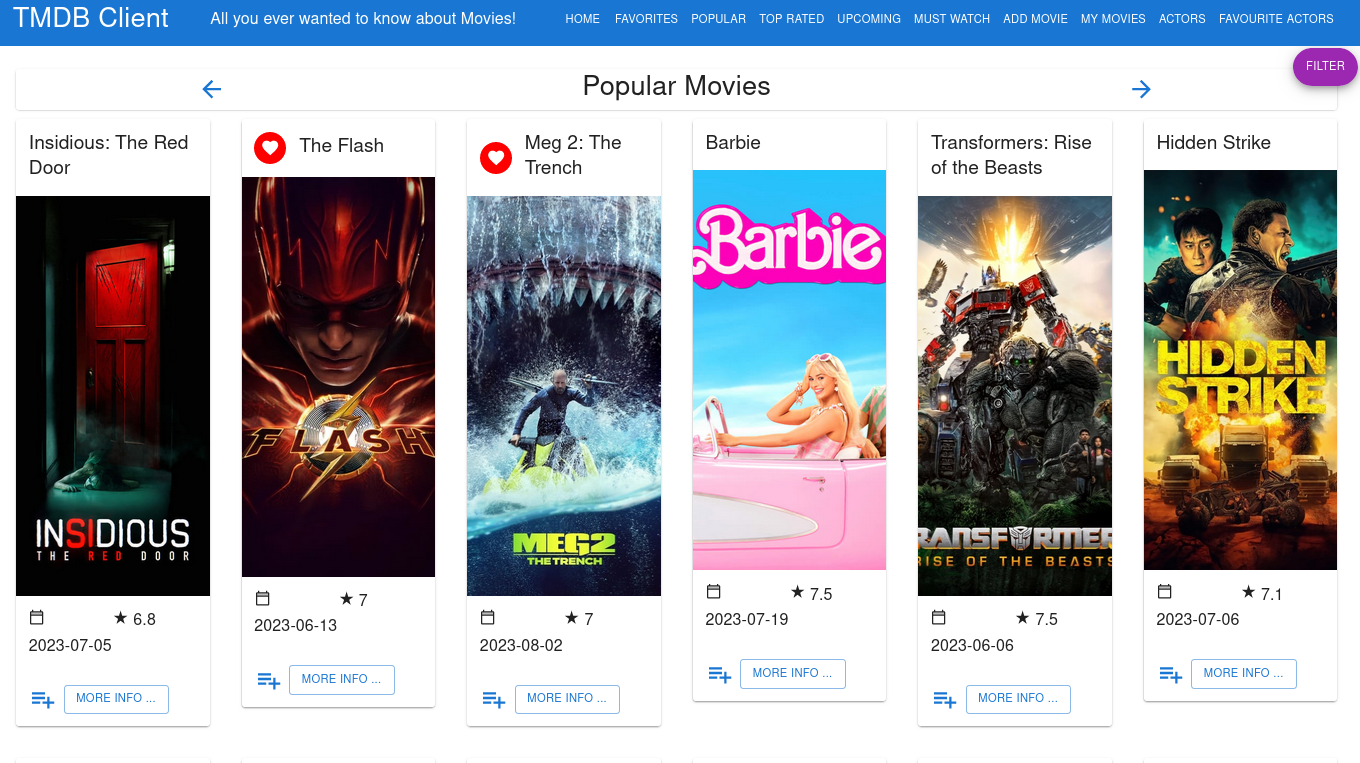 TMDB Client
All you ever wanted to know about Movies!
HOME FAVORITES POPULAR TOP RATED UPCOMING MUST WATCH ADD MOVIE MY MOVIES ACTORS FAVOURITE ACTORS
FILTER
Popular Movies
Insidious: The Red
Door
INSIDIOUS
THE RED DOOR
6.8
2023-07-05
MORE INFO ...
The Flash
FLASH
7
2023-06-13
MORE INFO ...
Meg 2: The
Trench
MEG2
THE TRENCH
7
2023-08-02
MORE INFO ...
Barbie
Barbie
7.5
2023-07-19
MORE INFO ...
Transformers: Rise
of the Beasts
RANSFORMER
RISE OF THE BEASTS
7.5
2023-06-06
MORE INFO ...
Hidden Strike
HIDDEN
STRIKE
7.1
2023-07-06
MORE INFO ...